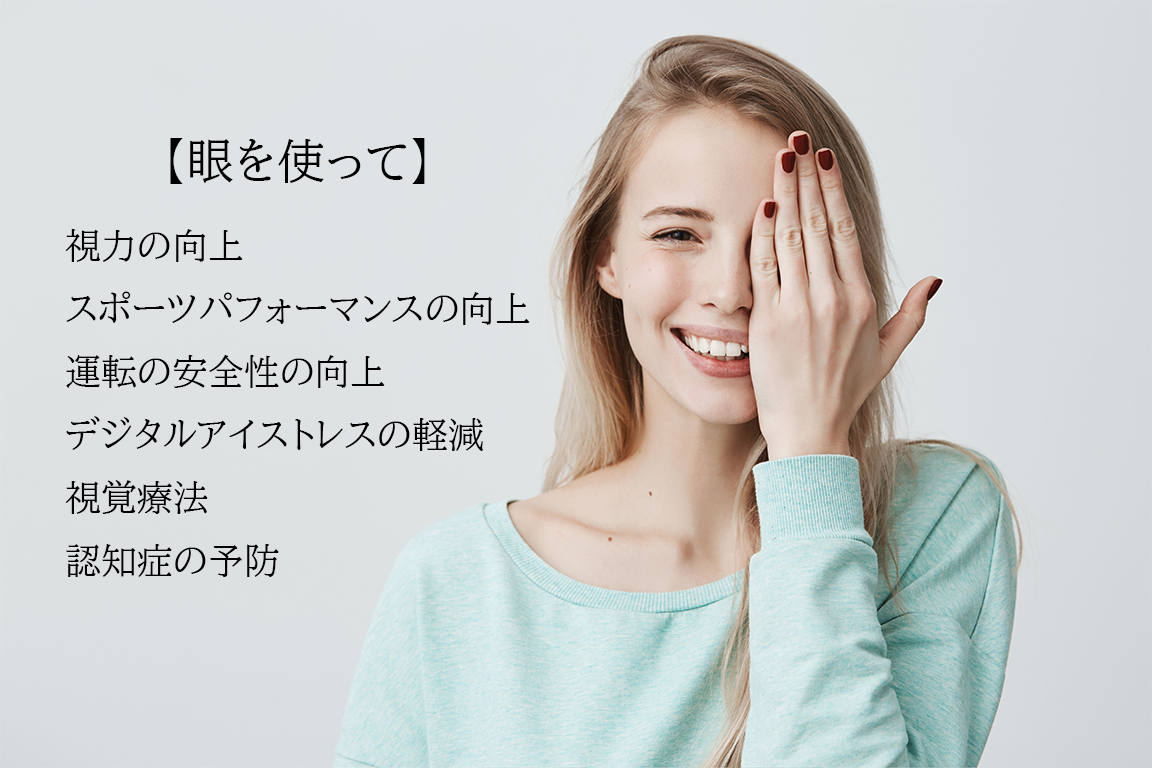 【眼を使って】
視力の向上
スポーツパフォーマンスの向上
運転の安全性の向上
デジタルアイストレスの軽減
視覚療法
認知症の予防